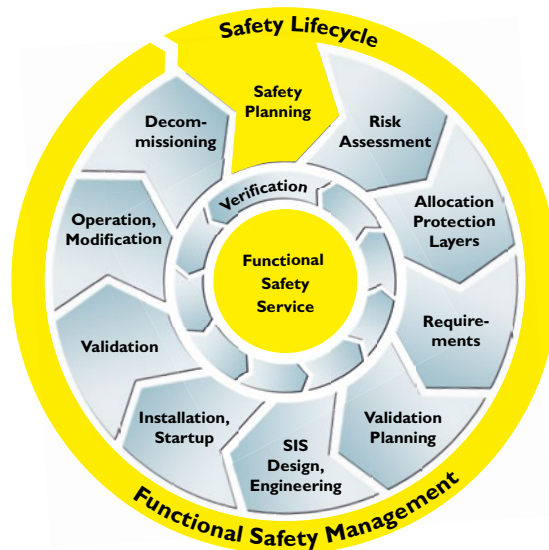 Safety Lifecycle
Safety
Planning
Risk
Assessment
Allocation
Protection
Layers
Require-
ments
Validation
Planning
SIS
Design,
Engineering
Installation,
Startup
Validation
Operation,
Modification
Decom-
missioning
Verification
Functional
Safety
Service
Functional Safety Management